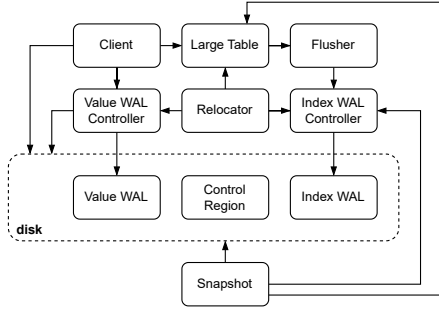 Client
Large Table
Flusher
Value WAL
Controller
Relocator
Index WAL
Controller
Value WAL
Control
Region
Index WAL
disk
Snapshot